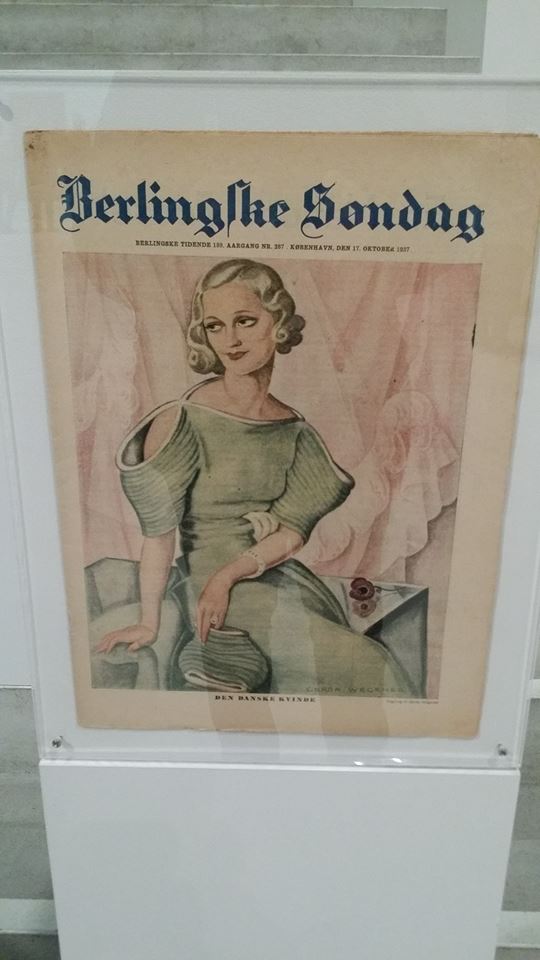 Berlingske Søndag
BERLINGSKE TIDENDE 189. AARGANG NR. 287 · KØBENHAVN, DEN 17. OKTOBER 1937
GERDA WEGENER
DEN DANSKE KVINDE